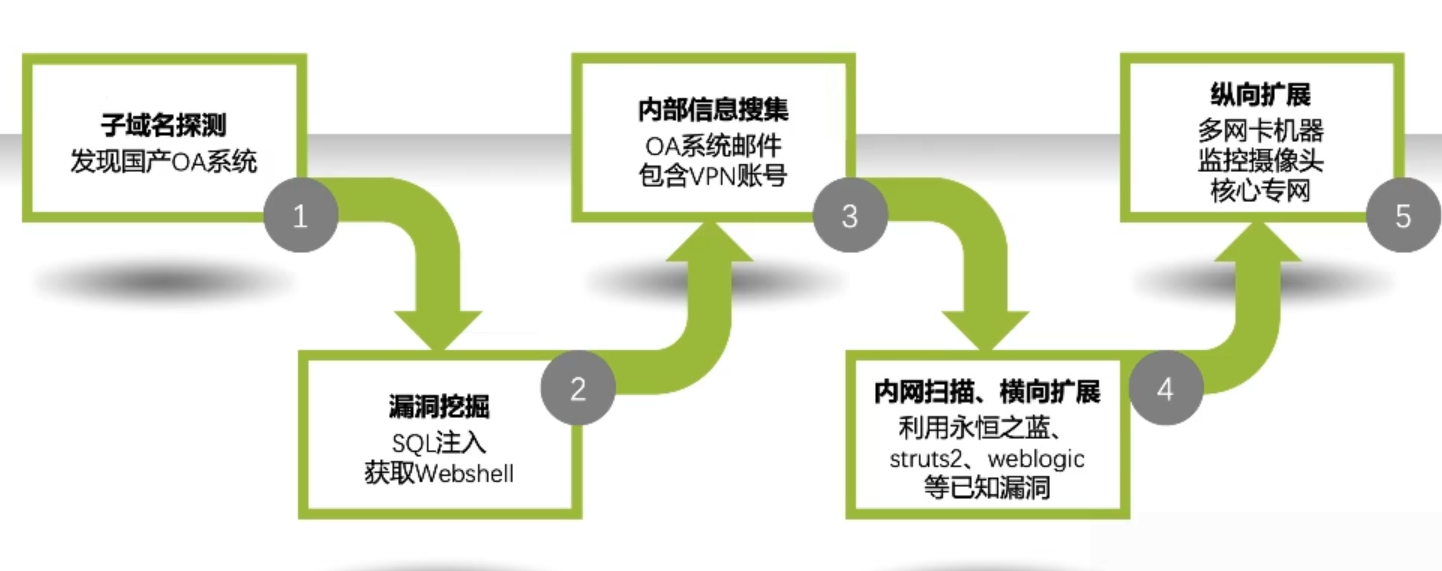 子域名探测
发现国产OA系统
1
漏洞挖掘
SQL注入
获取Webshell
2
内部信息搜集
OA系统邮件
包含VPN账号
3
内网扫描、横向扩展
利用永恒之蓝、
struts2、weblogic
等已知漏洞
4
纵向扩展
多网卡机器
监控摄像头
核心专网
5